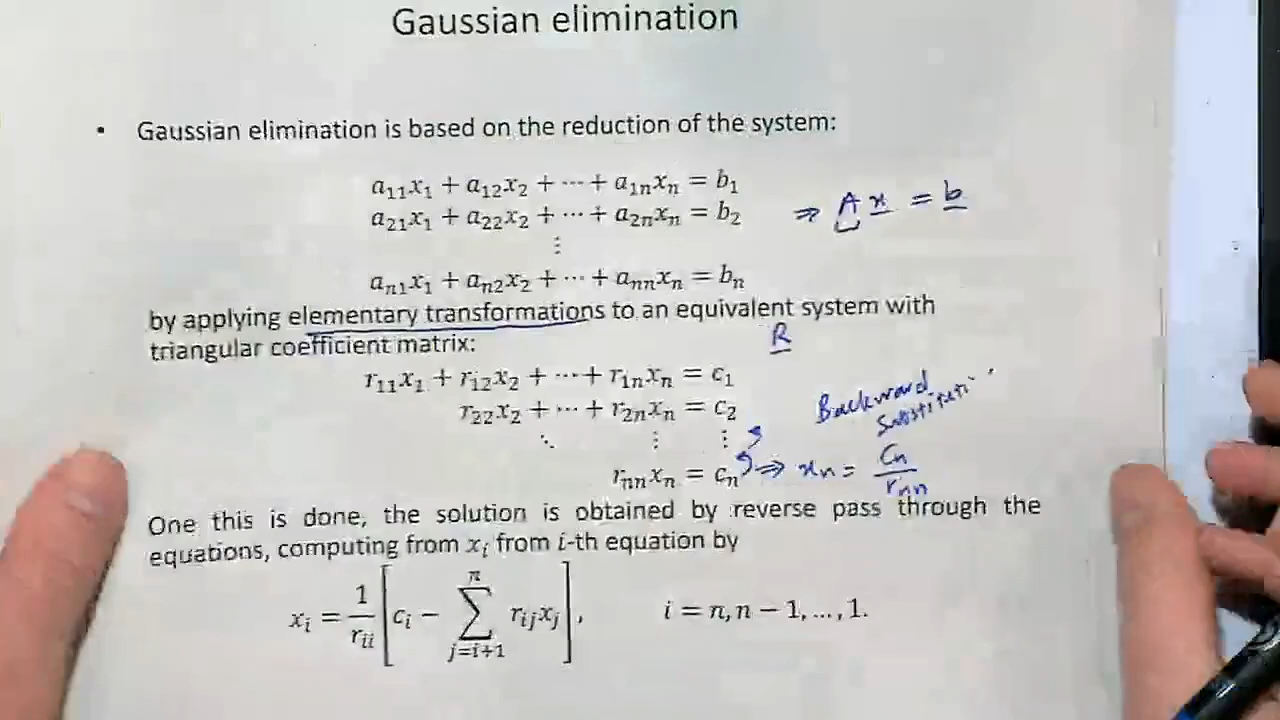 Gaussian elimination
• Gaussian elimination is based on the reduction of the system:
a₁₁x₁ + a₁₂x₂ + ⋯ + a₁ₙxₙ = b₁
a₂₁x₁ + a₂₂x₂ + ⋯ + a₂ₙxₙ = b₂ ⇒ A x = b
⋮
aₙ₁x₁ + aₙ₂x₂ + ⋯ + aₙₙxₙ = bₙ
by applying elementary transformations to an equivalent system with
triangular coefficient matrix: R
r₁₁x₁ + r₁₂x₂ + ⋯ + r₁ₙxₙ = c₁
r₂₂x₂ + ⋯ + r₂ₙxₙ = c₂ Backward
⋱ ⋮ ⋮
rₙₙxₙ = cₙ ⇒ xₙ = cₙ / rₙₙ
One this is done, the solution is obtained by reverse pass through the
equations, computing from xᵢ from i-th equation by
xᵢ = 1/rᵢᵢ [cᵢ − ∑ⁿⱼ₌ᵢ₊₁ rᵢⱼxⱼ], i = n, n − 1, … , 1.